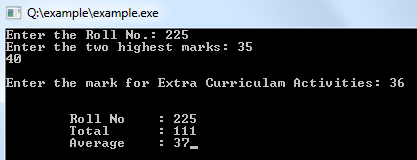 Q:\example\example.exe
Enter the Roll No.: 225
Enter the two highest marks: 35
40
Enter the mark for Extra Curriculam Activities: 36
Roll No : 225
Total : 111
Average : 37